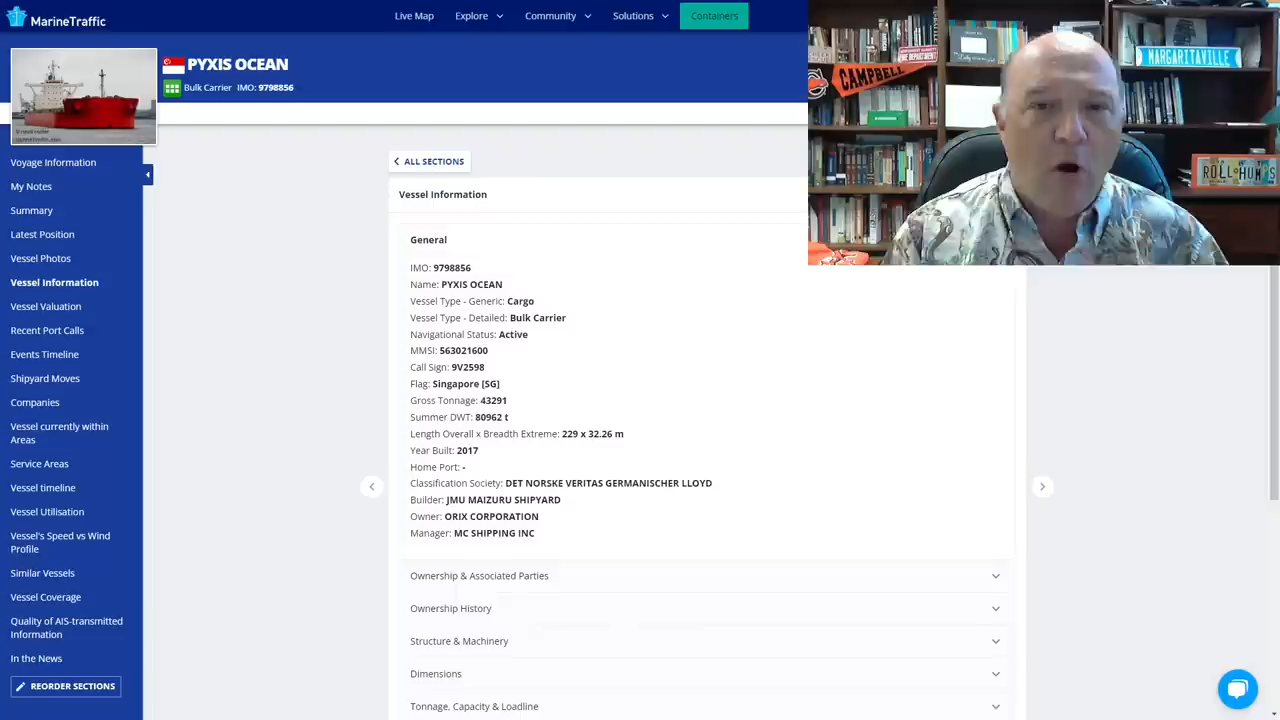 MarineTraffic
Live Map
Explore
Community
Solutions
Containers
PYXIS OCEAN
Bulk Carrier IMO: 9798856
Voyage Information
My Notes
Summary
Latest Position
Vessel Photos
Vessel Information
Vessel Valuation
Recent Port Calls
Events Timeline
Shipyard Moves
Companies
Vessel currently within
Areas
Service Areas
Vessel timeline
Vessel Utilisation
Vessel's Speed vs Wind
Profile
Similar Vessels
Vessel Coverage
Quality of AIS-transmitted
Information
In the News
REORDER SECTIONS
ALL SECTIONS
Vessel Information
General
IMO: 9798856
Name: PYXIS OCEAN
Vessel Type - Generic: Cargo
Vessel Type - Detailed: Bulk Carrier
Navigational Status: Active
MMSI: 563021600
Call Sign: 9V2598
Flag: Singapore [SG]
Gross Tonnage: 43291
Summer DWT: 80962 t
Length Overall x Breadth Extreme: 229 x 32.26 m
Year Built: 2017
Home Port: -
Classification Society: DET NORSKE VERITAS GERMANISCHER LLOYD
Builder: JMU MAIZURU SHIPYARD
Owner: ORIX CORPORATION
Manager: MC SHIPPING INC
Ownership & Associated Parties
Ownership History
Structure & Machinery
Dimensions
Tonnage, Capacity & Loadline
CAMPBELL
MARGARITAVILLE
ROLL HUM'S